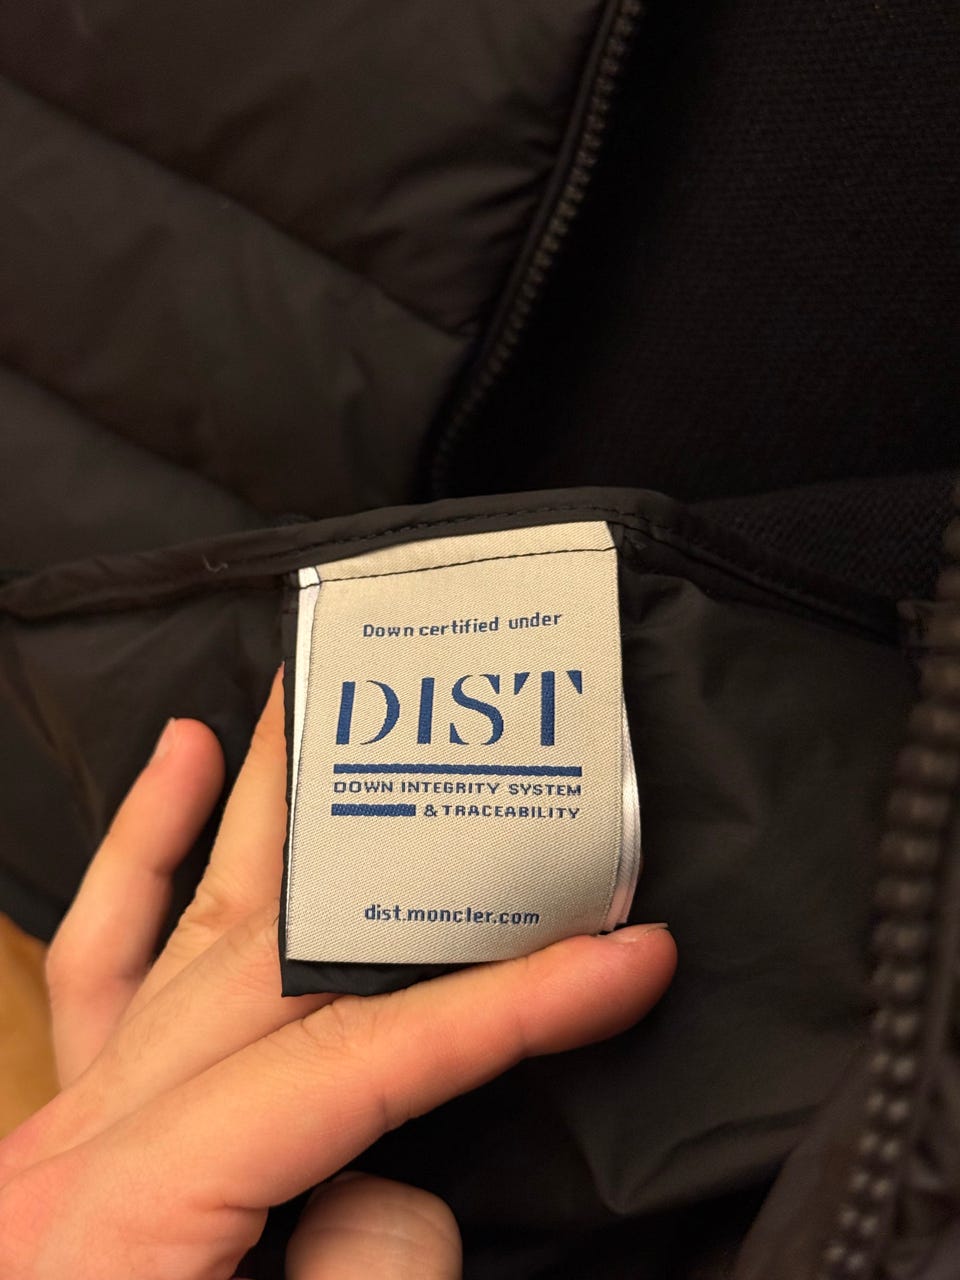 Down certified under
DIST
DOWN INTEGRITY SYSTEM
& TRACEABILITY
dist.moncler.com